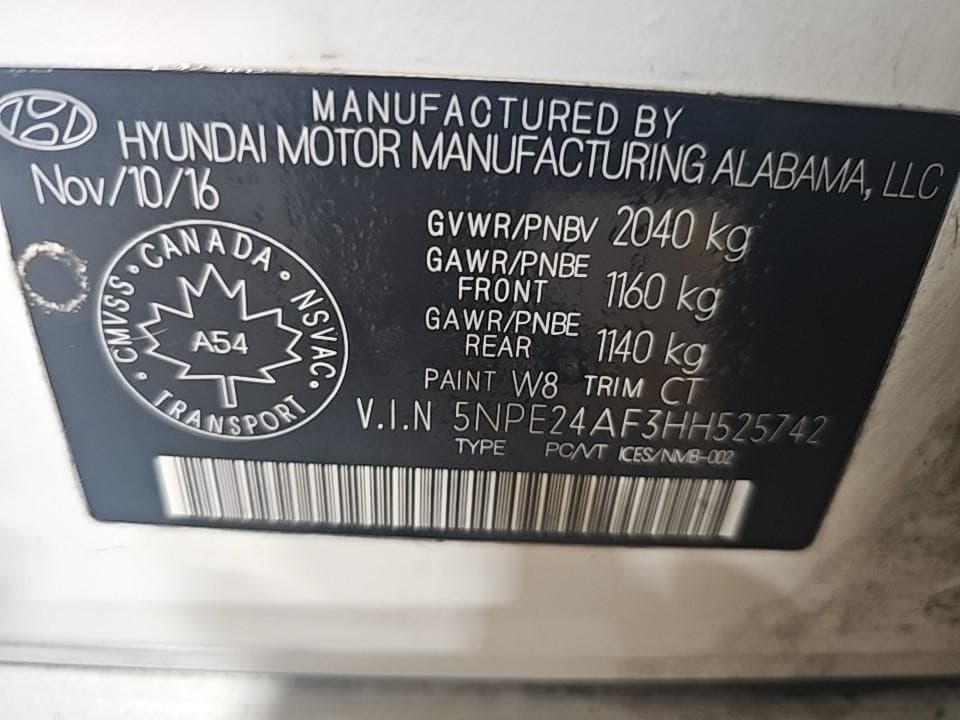 MANUFACTURED BY
HYUNDAI MOTOR MANUFACTURING ALABAMA, LLC
Nov/10/16
GVWR/PNBV 2040 kg
GAWR/PNBE FRONT 1160 kg
GAWR/PNBE REAR 1140 kg
PAINT W8 TRIM CT
V.I.N 5NPE24AF3HH525742
TYPE PC/VT ICES/NMB-002
CANADA
CMVSS
NSVAC
A54
TRANSPORT